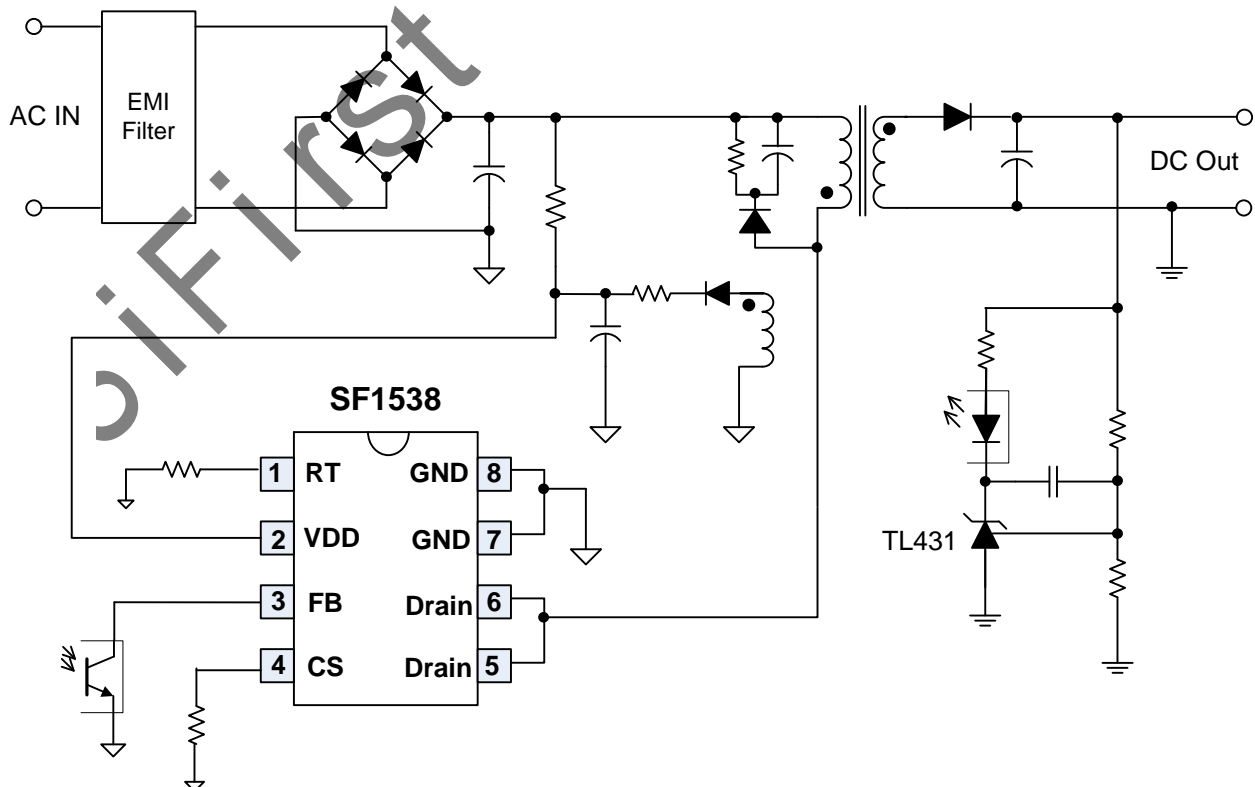 AC IN
EMI
Filter
DC Out
SF1538
1 RT GND 8
2 VDD GND 7
3 FB Drain 6
4 CS Drain 5
TL431
iFirst